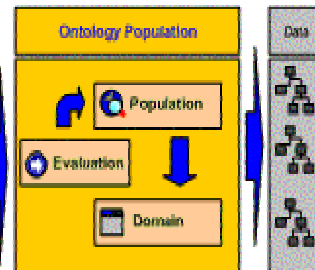 Ontology Population
Data
Population
Evaluation
Domain